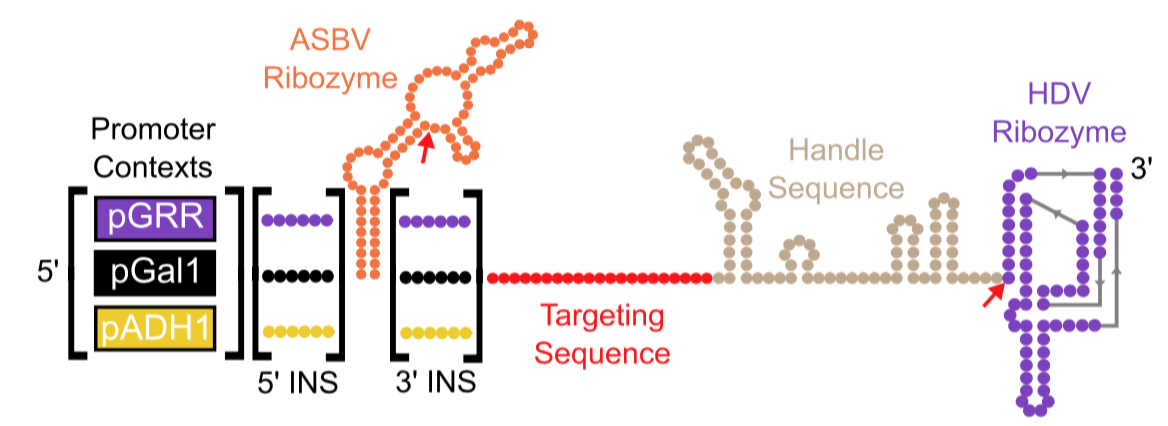 ASBV
Ribozyme
HDV
Ribozyme
Promoter
Contexts
Handle
Sequence
3'
pGRR
5'
pGal1
pADH1
Targeting
Sequence
5' INS
3' INS